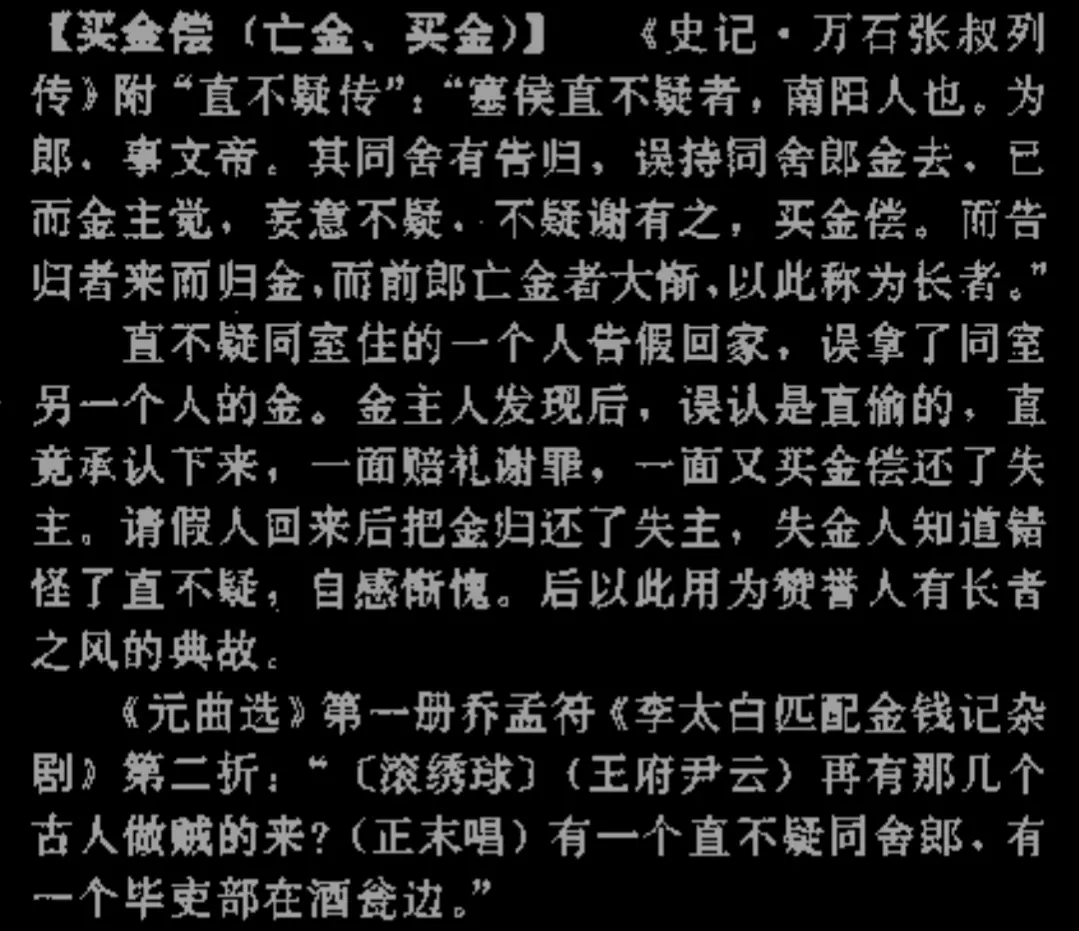 【买金偿（亡金、买金）】 《史记·万石张叔列
传》附“直不疑传”：“塞侯直不疑者，南阳人也。为
郎，事文帝。其同舍有告归，误持同舍郎金去，已
而金主觉，妄意不疑，不疑谢有之，买金偿。而告
归者来而归金，而前郎亡金者大惭，以此称为长者。”
直不疑同室住的一个人告假回家，误拿了同室
另一个人的金。金主人发现后，误认是直偷的，直
竟承认下来，一面赔礼谢罪，一面又买金偿还了失
主。请假人回来后把金归还了失主，失金人知道错
怪了直不疑，自感惭愧。后以此用为赞誉人有长者
之风的典故。
《元曲选》第一册乔孟符《李太白匹配金钱记杂
剧》第二折：“〔滚绣球〕（王府尹云）再有那几个
古人做贼的来？（正末唱）有一个直不疑同舍郎，有
一个毕吏部在酒瓮边。”